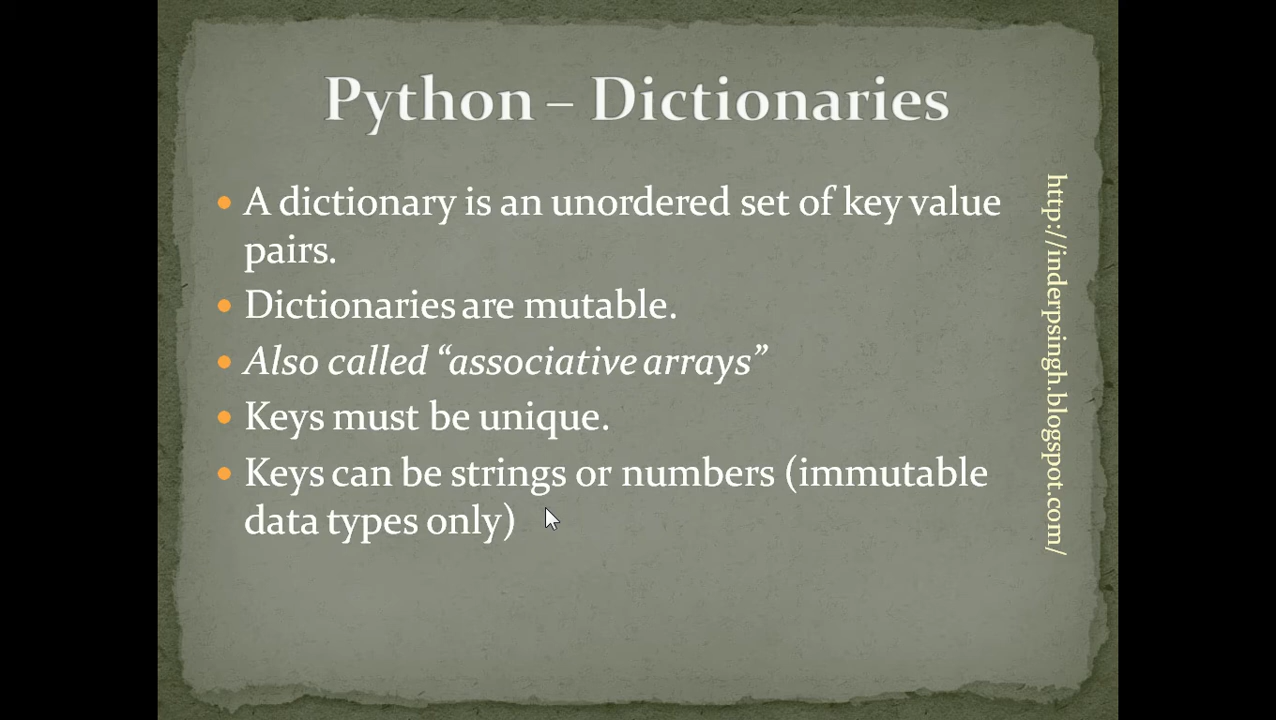 Python – Dictionaries
A dictionary is an unordered set of key value
pairs.
Dictionaries are mutable.
Also called “associative arrays”
Keys must be unique.
Keys can be strings or numbers (immutable
data types only)
http://inderpsingh.blogspot.com/